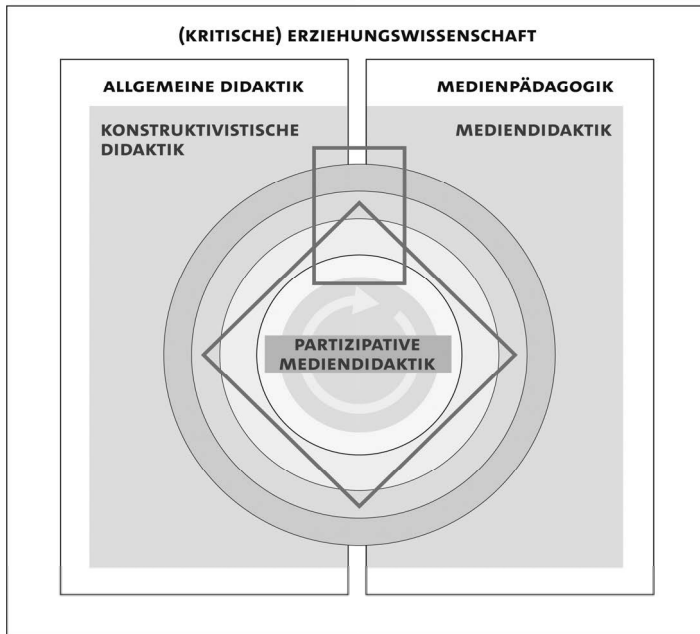 (KRITISCHE) ERZIEHUNGSWISSENSCHAFT
ALLGEMEINE DIDAKTIK
MEDIENPÄDAGOGIK
KONSTRUKTIVISTISCHE
DIDAKTIK
MEDIENDIDAKTIK
PARTIZIPATIVE
MEDIENDIDAKTIK